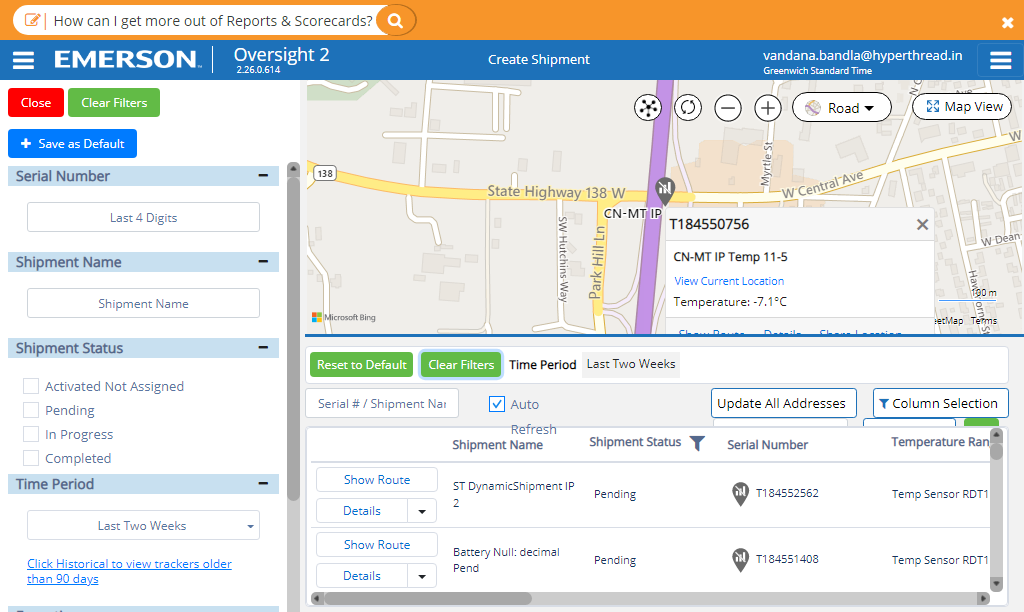 How can I get more out of Reports & Scorecards?
EMERSON
Oversight 2
2.26.0.614
Create Shipment
vandana.bandla@hyperthread.in
Greenwich Standard Time
Close
Clear Filters
Save as Default
Serial Number
Last 4 Digits
Shipment Name
Shipment Name
Shipment Status
Activated Not Assigned
Pending
In Progress
Completed
Time Period
Last Two Weeks
Click Historical to view trackers older
than 90 days
Road
Map View
138
State Highway 138 W
W Central Ave
Myrtle St
W Dean
SW Hutchins Way
Park Hill Ln
CN-MT IP
T184550756
CN-MT IP Temp 11-5
View Current Location
Temperature: -7.1°C
Show Route
Details
Share Location
100 m
Microsoft Bing
Terms
Reset to Default
Clear Filters
Time Period
Last Two Weeks
Serial # / Shipment Nar
Auto
Refresh
Update All Addresses
Column Selection
Shipment Name
Shipment Status
Serial Number
Temperature Ran
Show Route
Details
ST DynamicShipment IP
2
Pending
T184552562
Temp Sensor RDT1
Show Route
Details
Battery Null: decimal
Pend
Pending
T184551408
Temp Sensor RDT1